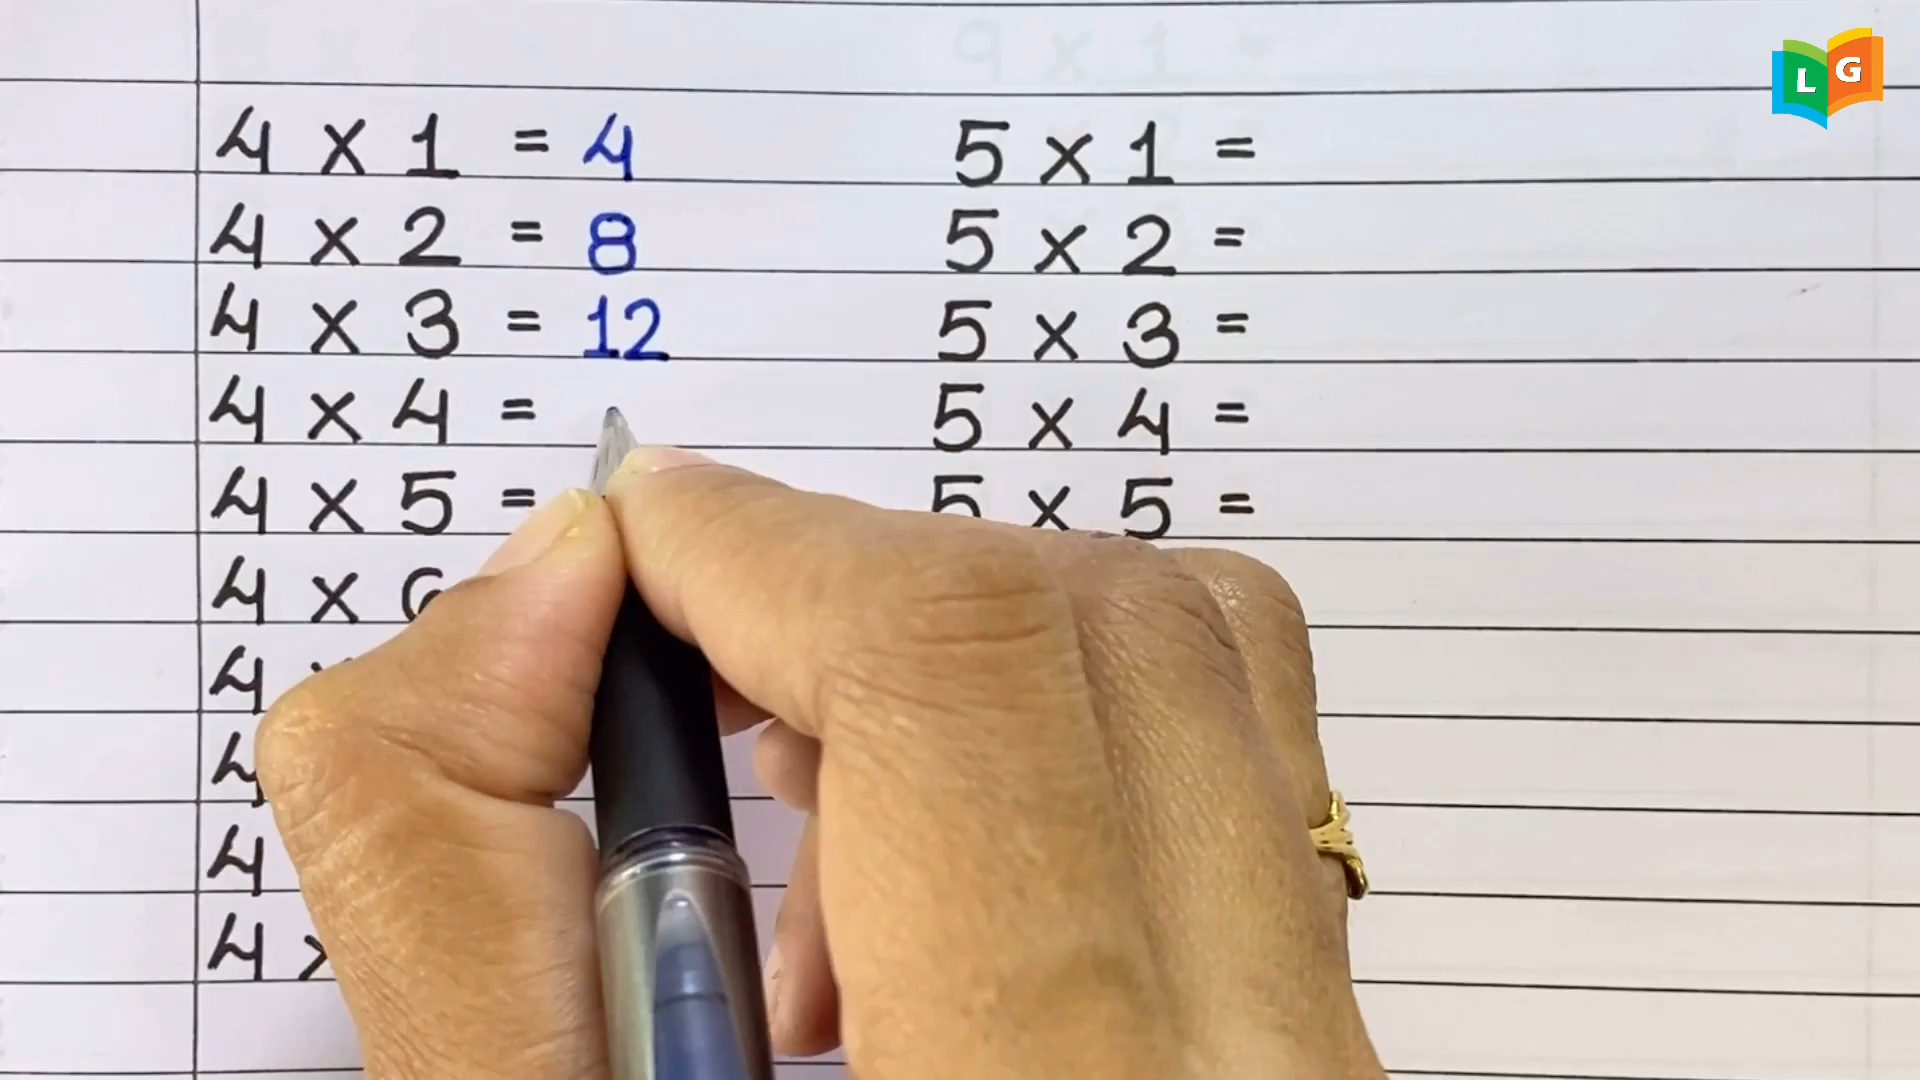 L G
4 x 1 = 4
5 x 1 =
4 x 2 = 8
5 x 2 =
4 x 3 = 12
5 x 3 =
4 x 4 =
5 x 4 =
4 x 5 =
5 x 5 =
4 x 6
4
4
4
4 x